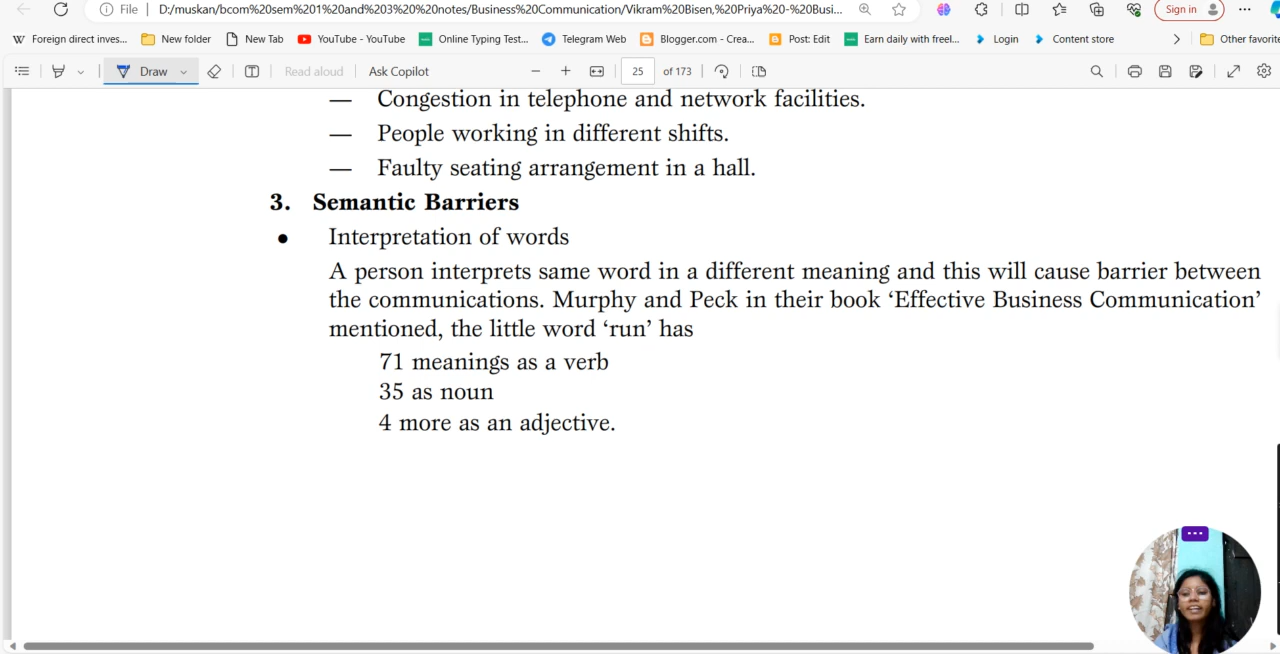 File
D:/muskan/bcom%20sem%201%20and%203%20%20notes/Business%20Communication/Vikram%20Bisen,%20Priya%20-%20Busi...
Sign in
Foreign direct inves...
New folder
New Tab
YouTube - YouTube
Online Typing Test...
Telegram Web
Blogger.com - Crea...
Post: Edit
Earn daily with freel...
Login
Content store
Other favorite
Draw
Read aloud
Ask Copilot
25
of 173
— Congestion in telephone and network facilities.
— People working in different shifts.
— Faulty seating arrangement in a hall.
3. Semantic Barriers
● Interpretation of words
A person interprets same word in a different meaning and this will cause barrier between
the communications. Murphy and Peck in their book ‘Effective Business Communication’
mentioned, the little word ‘run’ has
71 meanings as a verb
35 as noun
4 more as an adjective.